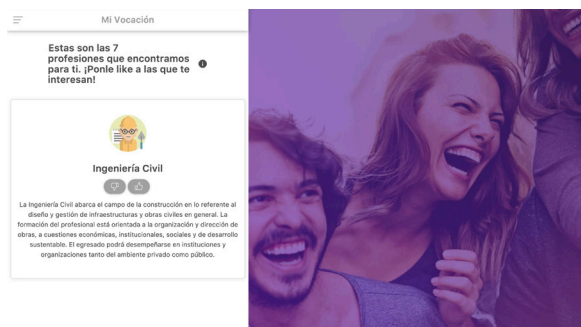 Mi Vocación
Estas son las 7
profesiones que encontramos
para ti. ¡Ponle like a las que te
interesan!
Ingeniería Civil
La Ingeniería Civil abarca el campo de la construcción en lo referente al
diseño y gestión de infraestructuras y obras civiles en general. La
formación del profesional está orientada a la organización y dirección de
obras, a cuestiones económicas, institucionales, sociales y de desarrollo
sustentable. El egresado podrá desempeñarse en instituciones y
organizaciones tanto del ambiente privado como público.